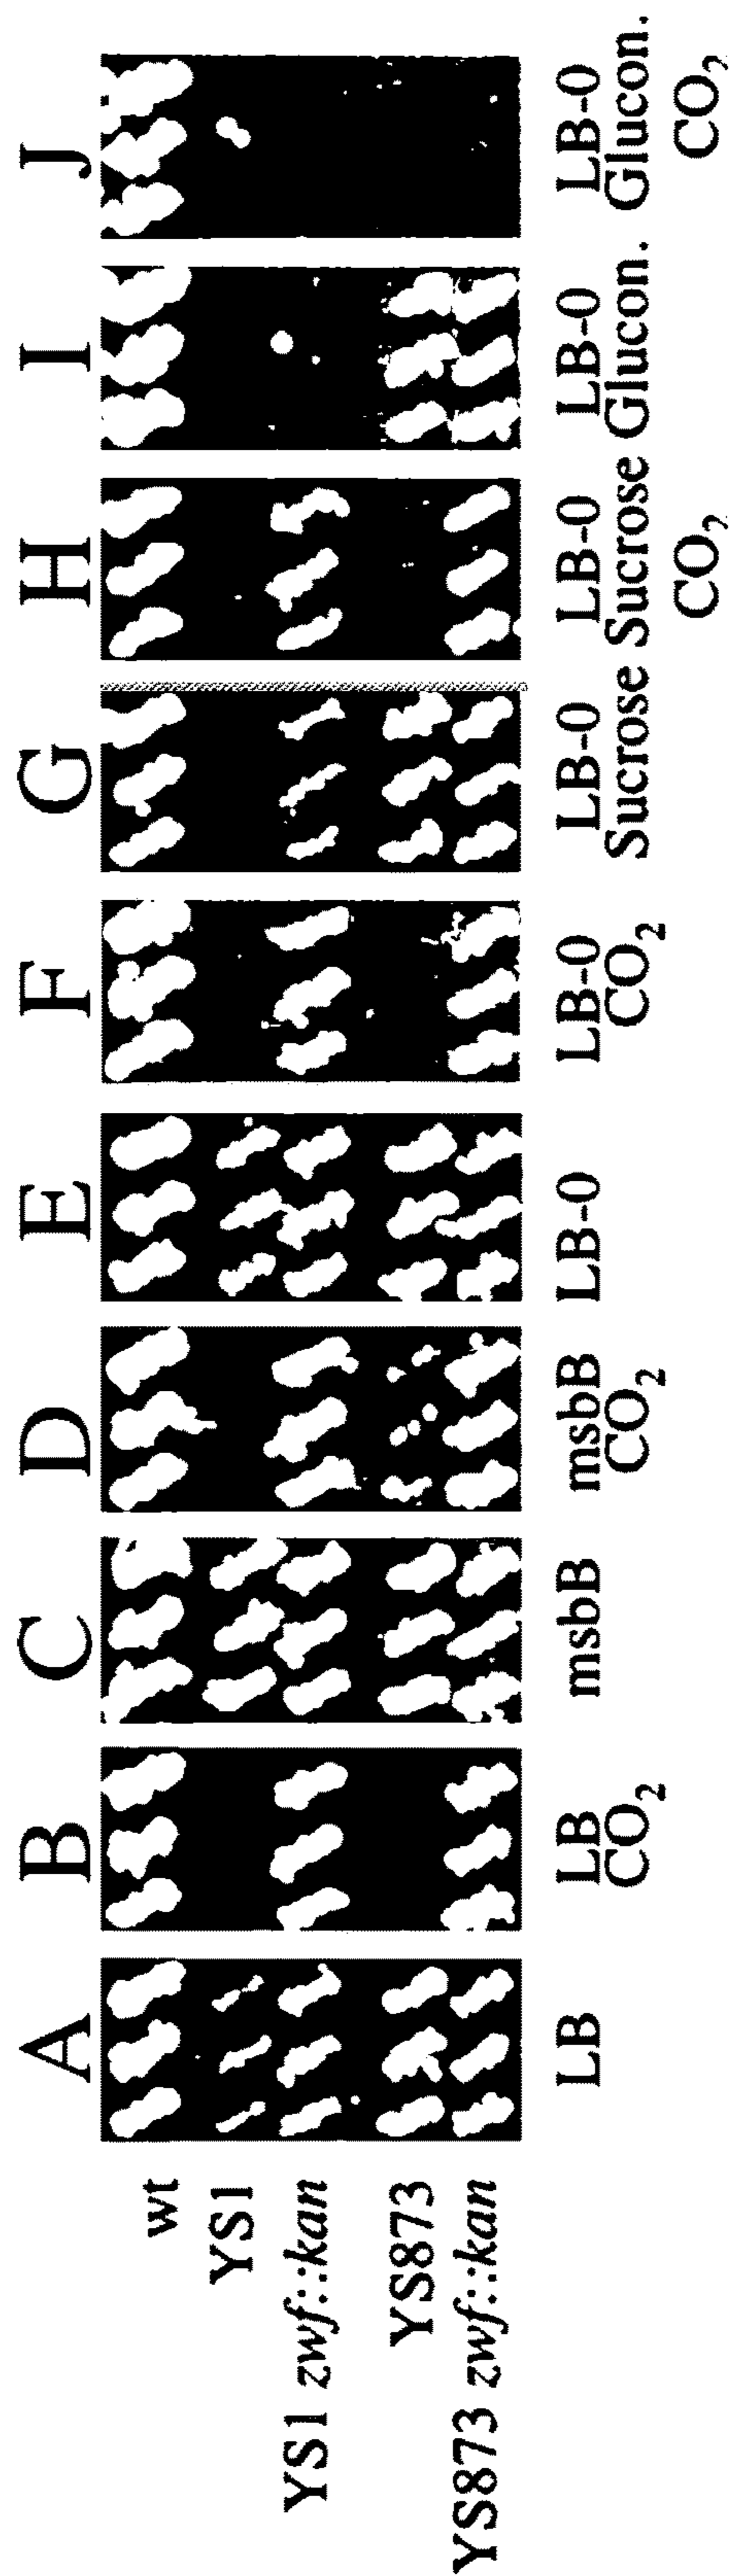 A B C D E F G H I J
wt
YS1
YS1 zwf::kan
YS873
YS873 zwf::kan
LB
LB
CO2
msbB
msbB
CO2
LB-0
LB-0
CO2
LB-0
Sucrose
LB-0
Sucrose
CO2
LB-0
Glucon.
LB-0
Glucon.
CO2